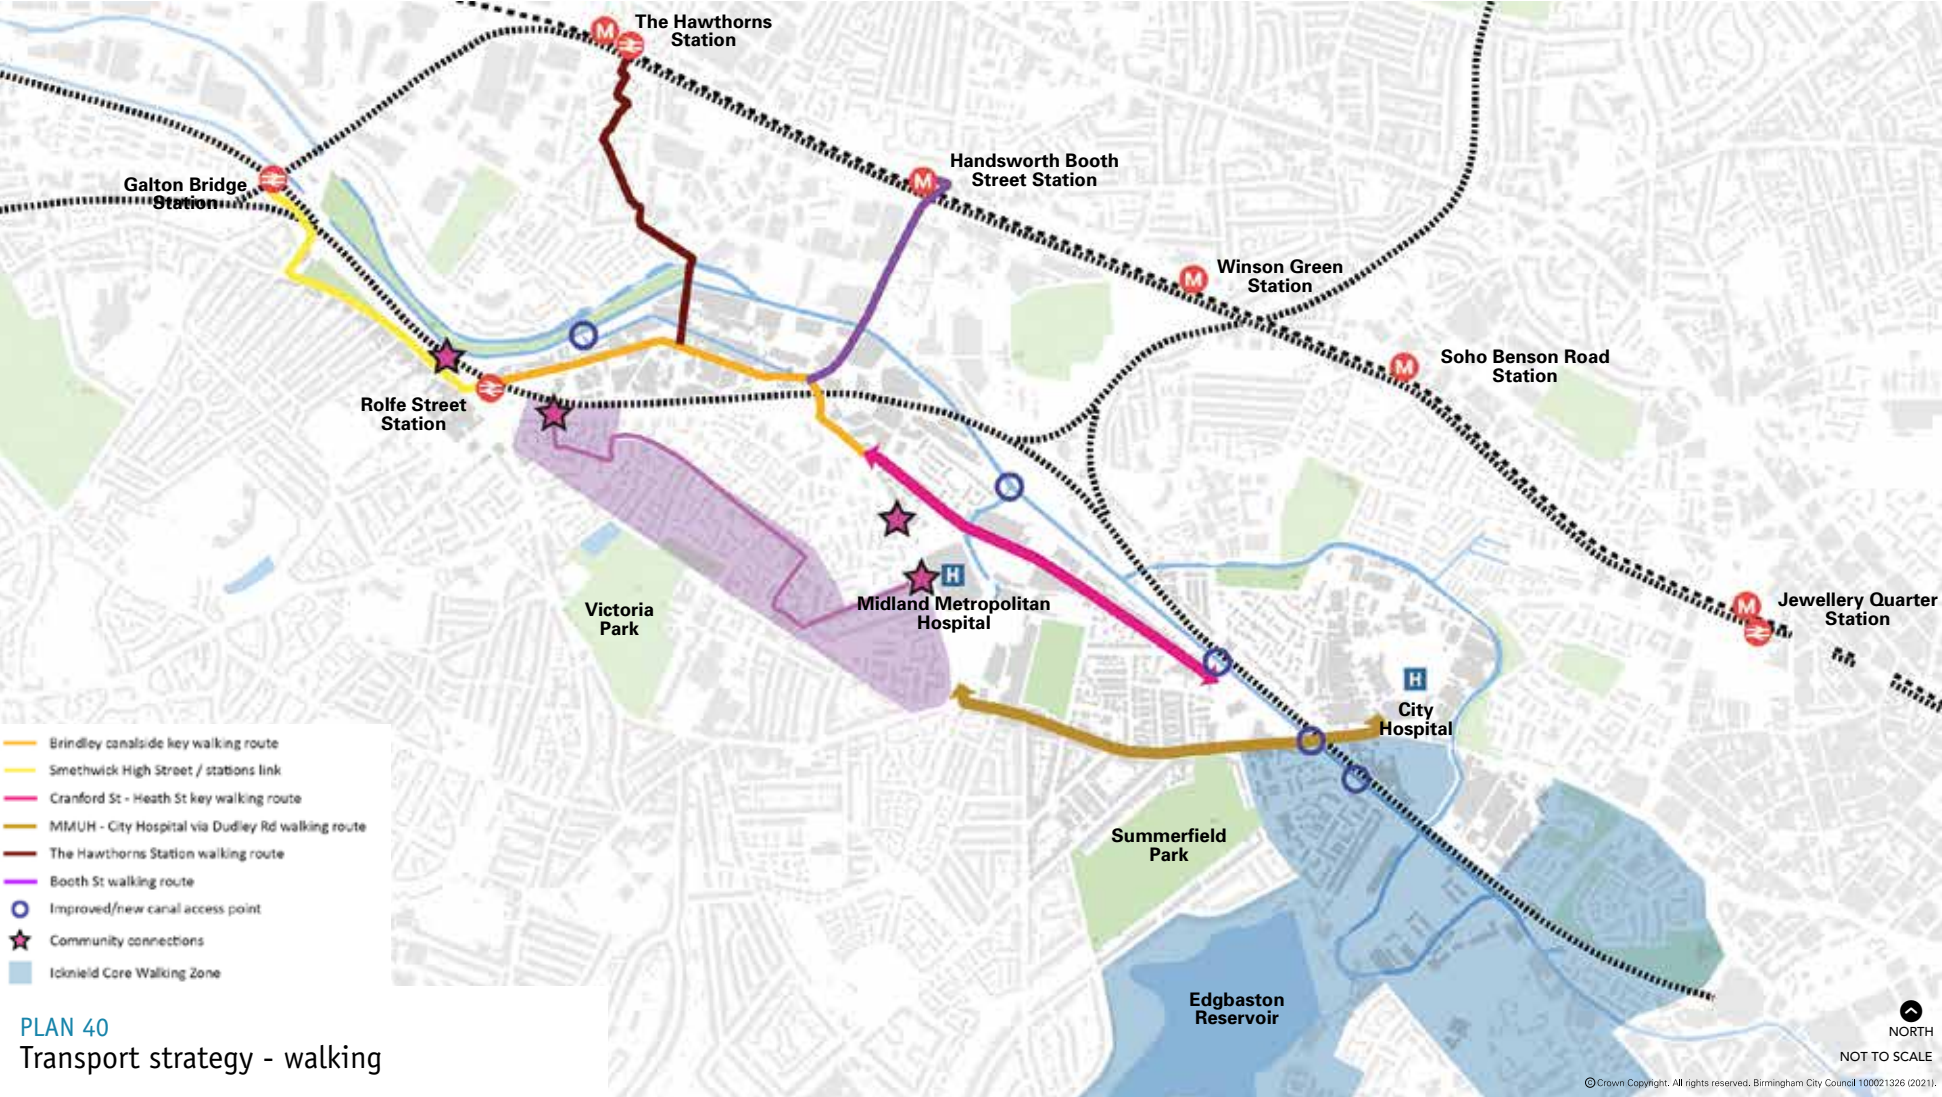 The Hawthorns
Station
M
Handsworth Booth
Street Station
M
Galton Bridge
Station
Winson Green
Station
M
Soho Benson Road
Station
M
Rolfe Street
Station
Victoria
Park
H
Midland Metropolitan
Hospital
M
Jewellery Quarter
Station
H
City
Hospital
Summerfield
Park
Edgbaston
Reservoir
Brindley canalside key walking route
Smethwick High Street / stations link
Cranford St - Heath St key walking route
MMUH - City Hospital via Dudley Rd walking route
The Hawthorns Station walking route
Booth St walking route
Improved/new canal access point
Community connections
Icknield Core Walking Zone
PLAN 40
Transport strategy - walking
NORTH
NOT TO SCALE
©Crown Copyright. All rights reserved. Birmingham City Council 100021326 (2021).